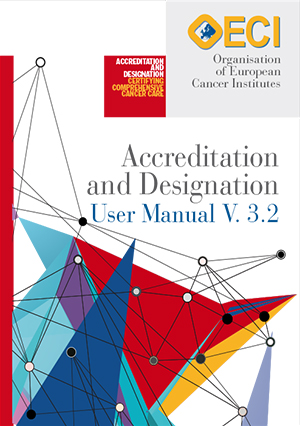 ACCREDITATION
AND
DESIGNATION
CERTIFYING
COMPREHENSIVE
CANCER CARE
OECI
Organisation
of European
Cancer Institutes
Accreditation
and Designation
User Manual V. 3.2